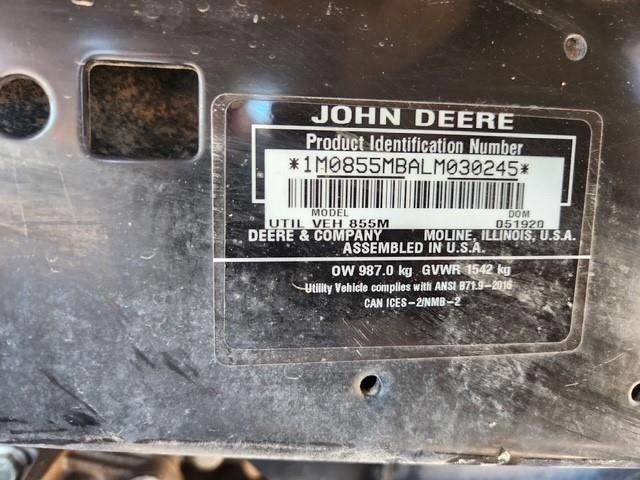 JOHN DEERE
Product Identification Number
*1M0855MBALM030245*
MODEL DOM
UTIL VEH 855M 051920
DEERE & COMPANY MOLINE, ILLINOIS, U.S.A.
ASSEMBLED IN U.S.A.
OW 987.0 kg GVWR 1542 kg
Utility Vehicle complies with ANSI B71.9-2016
CAN ICES-2/NMB-2